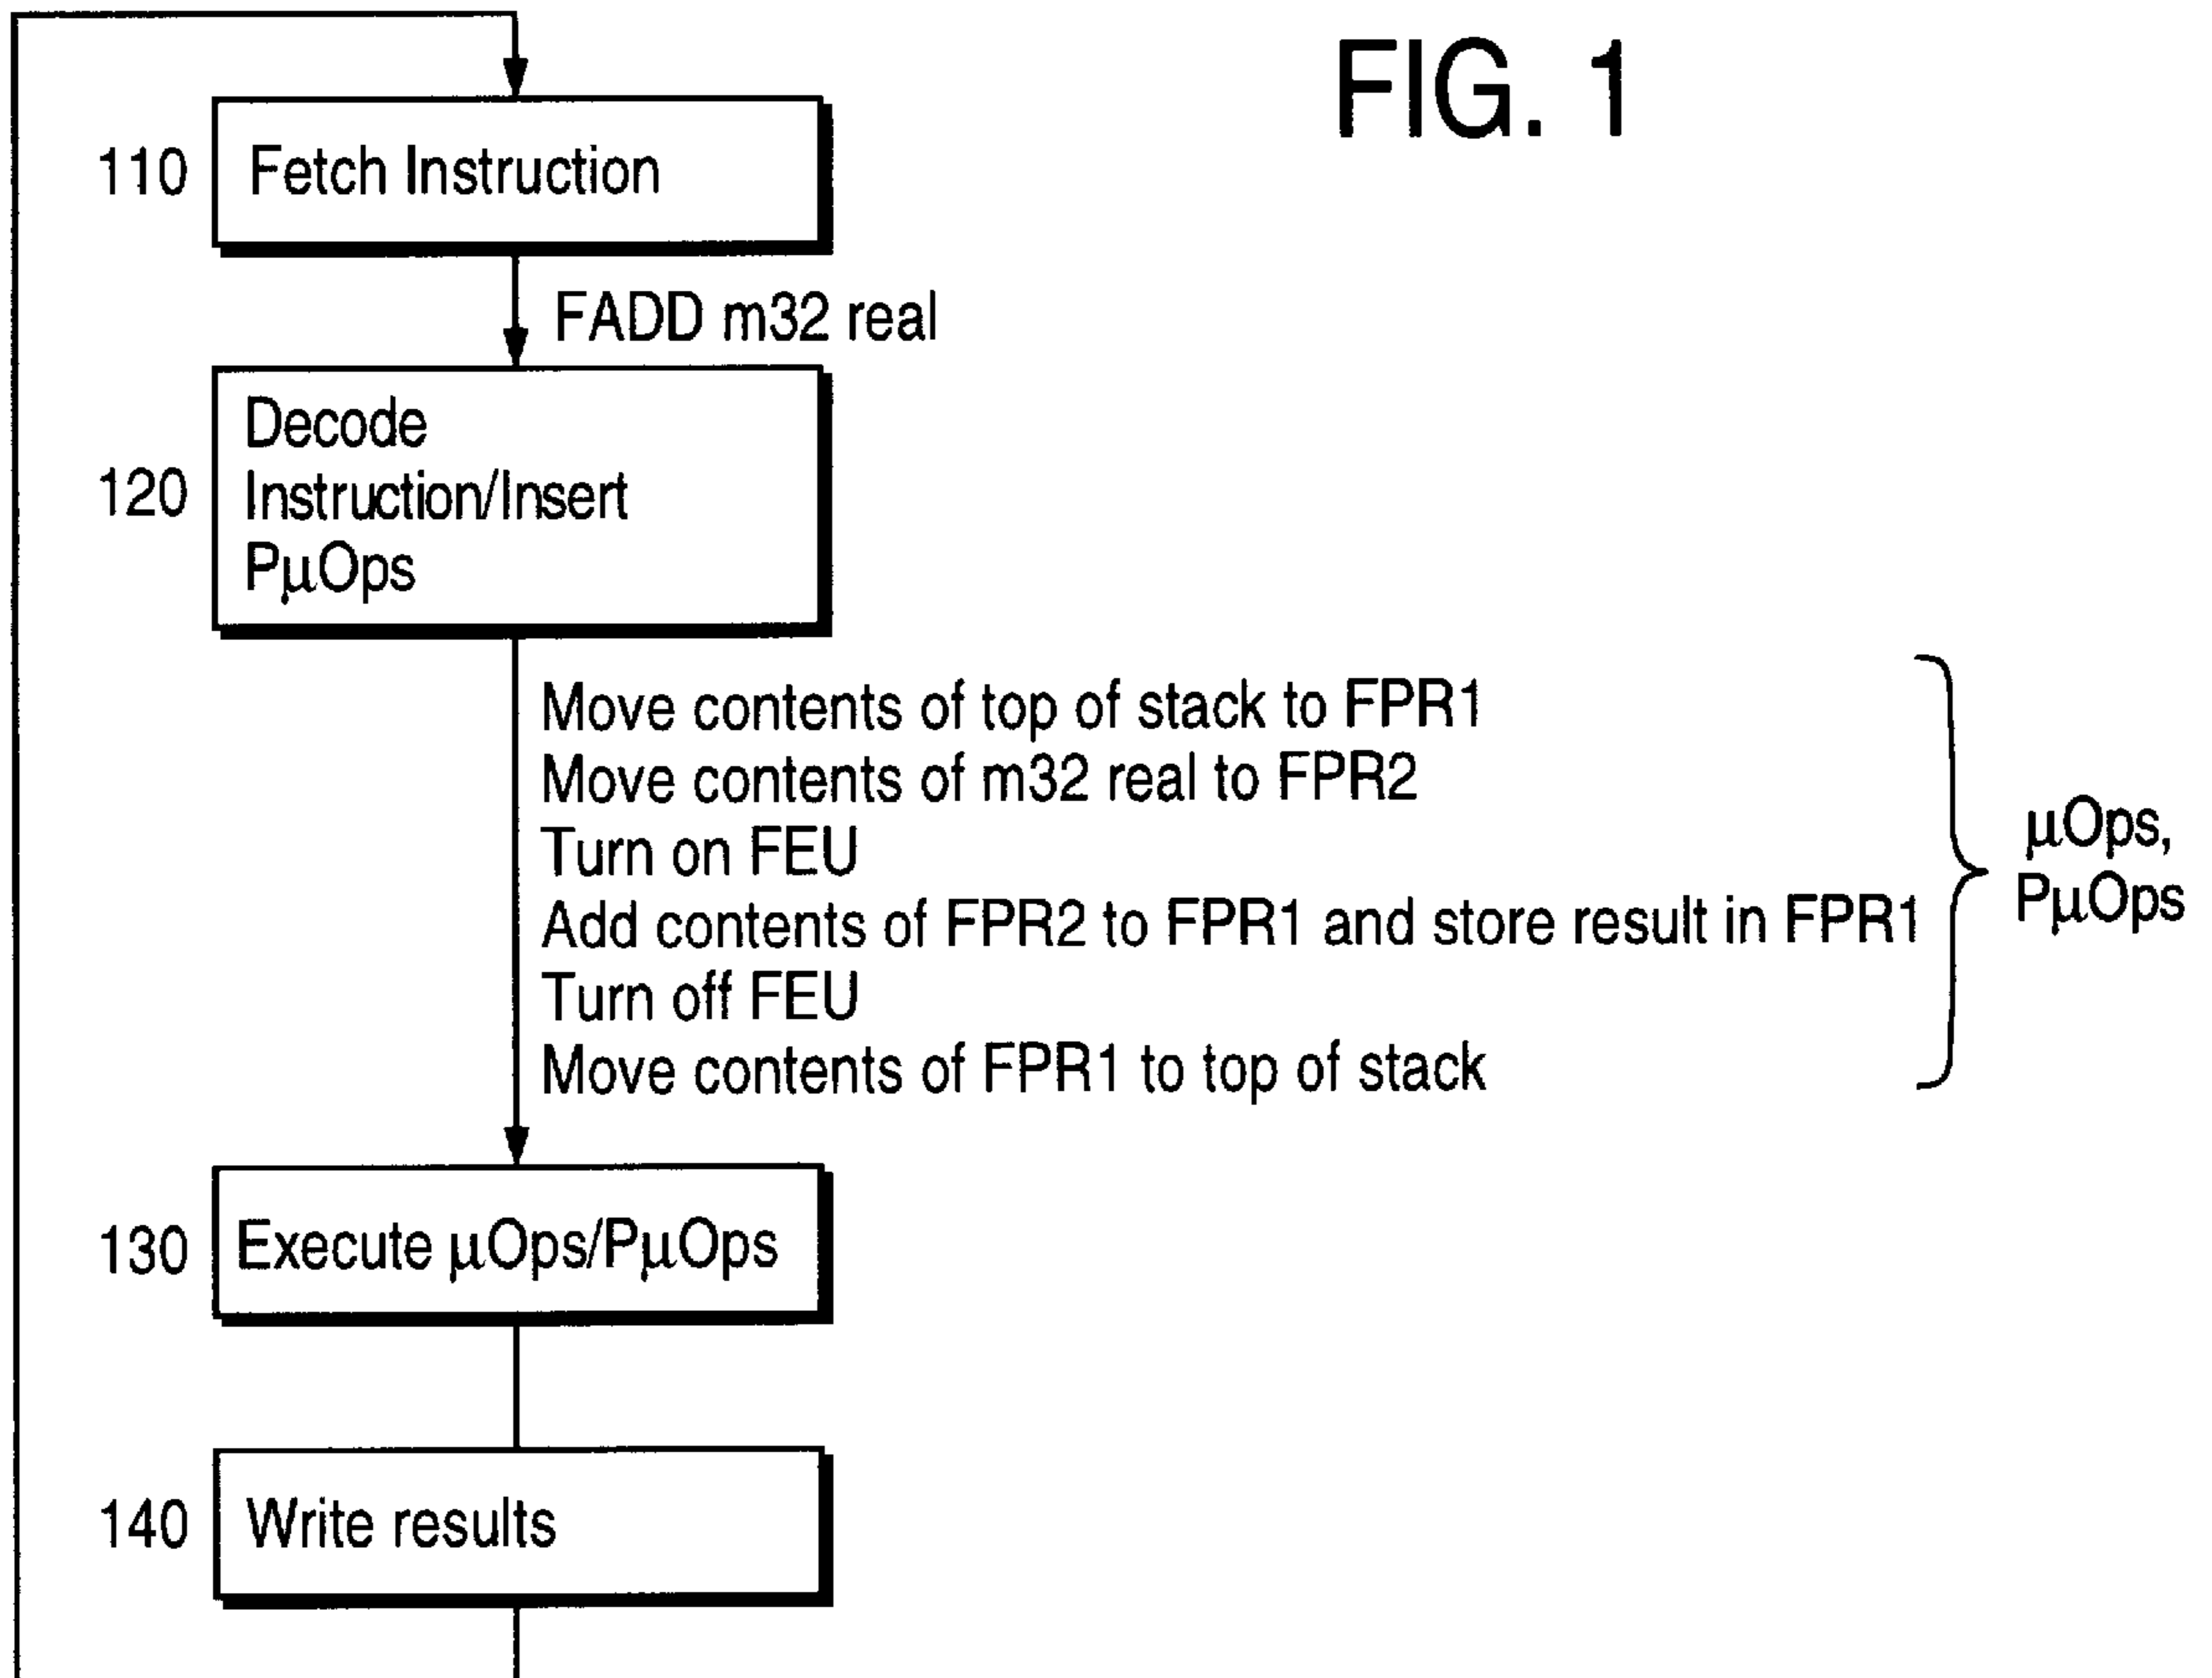 FIG. 1
110
Fetch Instruction
FADD m32 real
120
Decode
Instruction/Insert
PμOps
Move contents of top of stack to FPR1
Move contents of m32 real to FPR2
Turn on FEU
Add contents of FPR2 to FPR1 and store result in FPR1
Turn off FEU
Move contents of FPR1 to top of stack
μOps,
PμOps
130
Execute μOps/PμOps
140
Write results